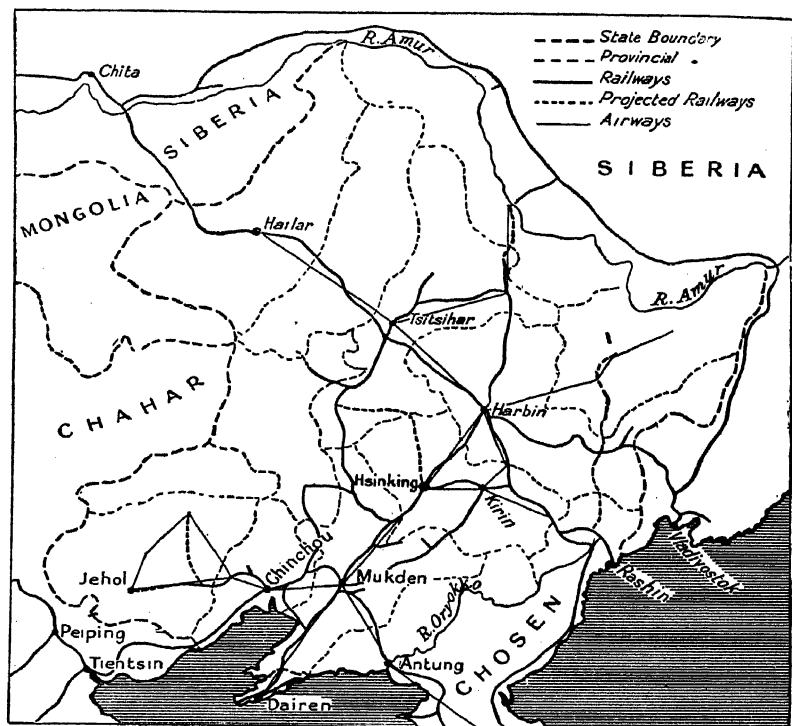 R. Amur
Chita
State Boundary
Provincial "
Railways
Projected Railways
Airways
SIBERIA
SIBERIA
MONGOLIA
Hailar
R. Amur
Tsitsihar
CHAHAR
Harbin
Hsinking
Kirin
Chinchou
Vladivostok
Rashin
Jehol
Mukden
R. Oryokko
Peiping
CHOSEN
Tientsin
Antung
Dairen